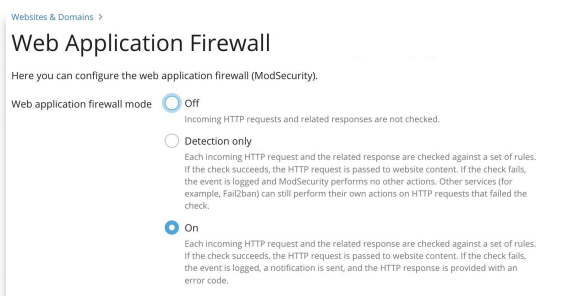 Websites & Domains >
Web Application Firewall
Here you can configure the web application firewall (ModSecurity).
Web application firewall mode
Off
Incoming HTTP requests and related responses are not checked.
Detection only
Each incoming HTTP request and the related response are checked against a set of rules.
If the check succeeds, the HTTP request is passed to website content. If the check fails,
the event is logged and ModSecurity performs no other actions. Other services (for
example, Fail2ban) can still perform their own actions on HTTP requests that failed the
check.
On
Each incoming HTTP request and the related response are checked against a set of rules.
If the check succeeds, the HTTP request is passed to website content. If the check fails,
the event is logged, a notification is sent, and the HTTP response is provided with an
error code.